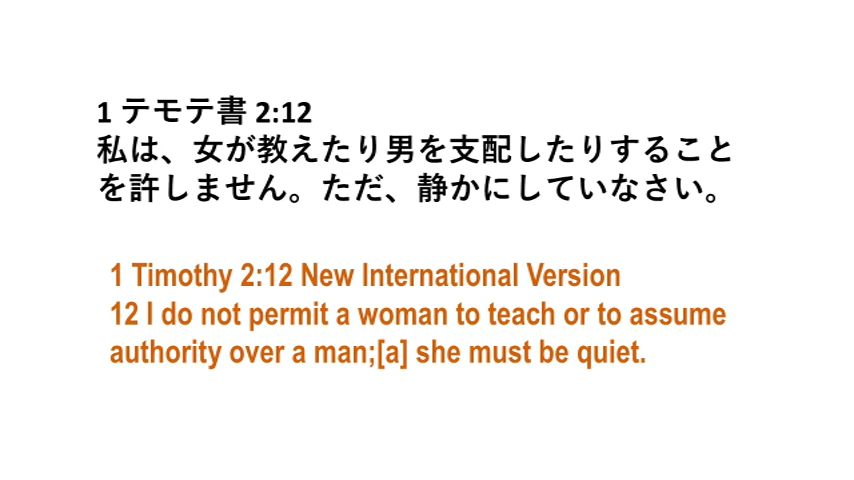 1 テモテ書 2:12
私は、女が教えたり男を支配したりすること
を許しません。ただ、静かにしていなさい。
1 Timothy 2:12 New International Version
12 I do not permit a woman to teach or to assume
authority over a man;[a] she must be quiet.